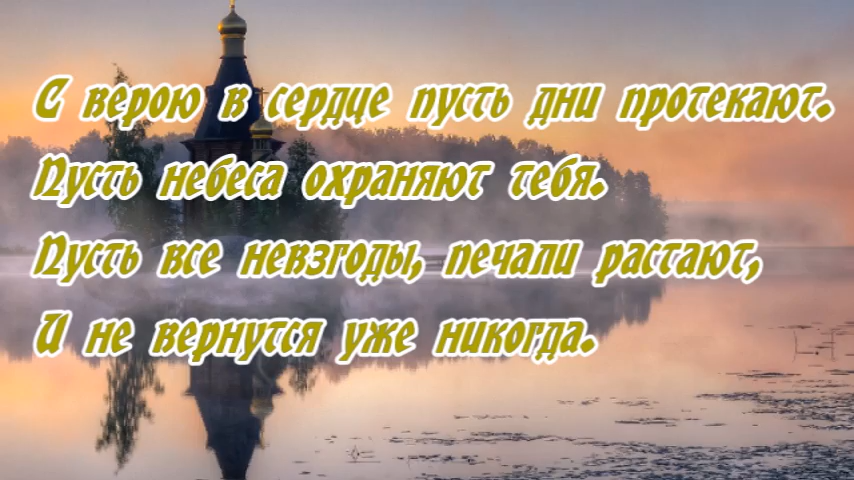 С верою в сердце пусть дни протекают.
Пусть небеса охраняют тебя.
Пусть все невзгоды, печали растают,
И не вернутся уже никогда.